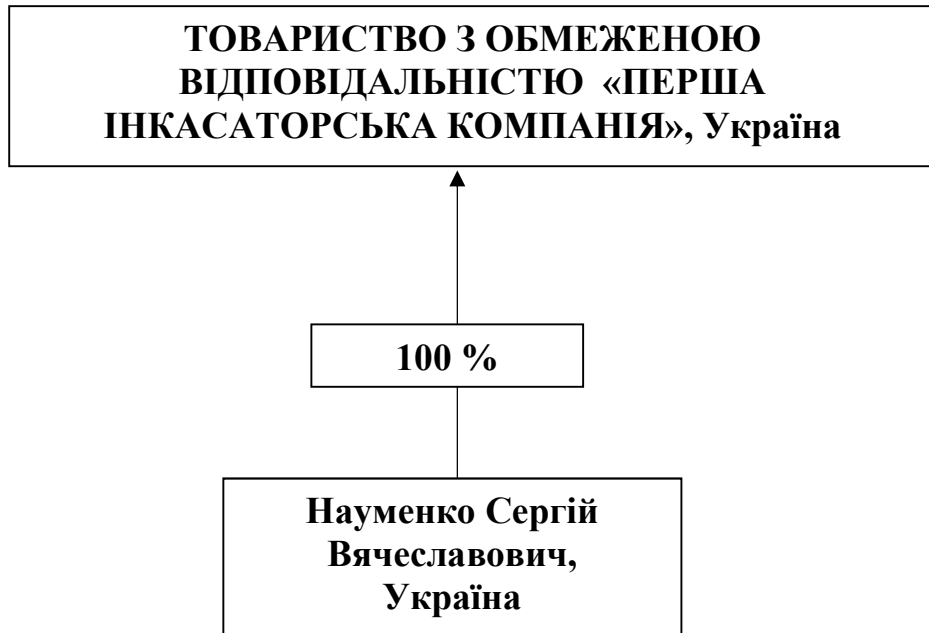 ТОВАРИСТВО З ОБМЕЖЕНОЮ
ВІДПОВІДАЛЬНІСТЮ «ПЕРША
ІНКАСАТОРСЬКА КОМПАНІЯ», Україна
100 %
Науменко Сергій
Вячеславович,
Україна